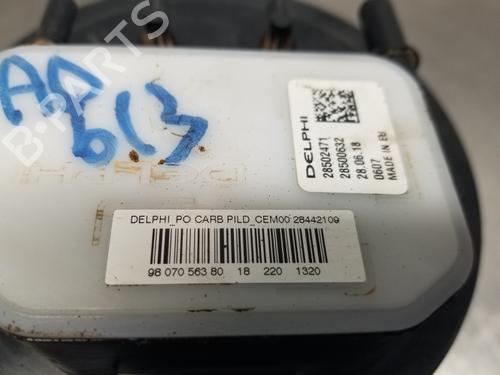 AA
613
DELPHI
28502471
28500632
28.06.18
0607
MADE IN EU
DELPHI_PO CARB PILD_CEM00 28442109
98 070 563 80 18 220 1320
B-PARTS